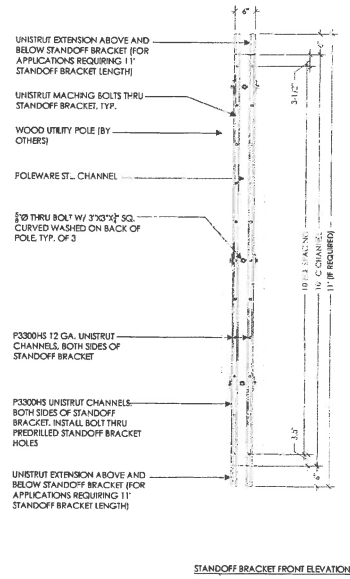 6"
UNISTRUT EXTENSION ABOVE AND
BELOW STANDOFF BRACKET (FOR
APPLICATIONS REQUIRING 11'
STANDOFF BRACKET LENGTH)
UNISTRUT MACHING BOLTS THRU
STANDOFF BRACKET, TYP.
WOOD UTILITY POLE (BY
OTHERS)
POLEWARE ST... CHANNEL
THRU BOLT W/ 3"X3"X SQ.
CURVED WASHED ON BACK OF
POLE, TYP. OF 3
P3300HS 12 GA. UNISTRUT
CHANNELS, BOTH SIDES OF
STANDOFF BRACKET
P3300HS UNISTRUT CHANNELS,
BOTH SIDES OF STANDOFF
BRACKET. INSTALL BOLT THRU
PREDRILLED STANDOFF BRACKET
HOLES
UNISTRUT EXTENSION ABOVE AND
BELOW STANDOFF BRACKET (FOR
APPLICATIONS REQUIRING 11'
STANDOFF BRACKET LENGTH)
6"
3-1/2"
SPACING
10' C CHANNEL
11' (IF REQUIRED)
3.5"
6"
STANDOFF BRACKET FRONT ELEVATION